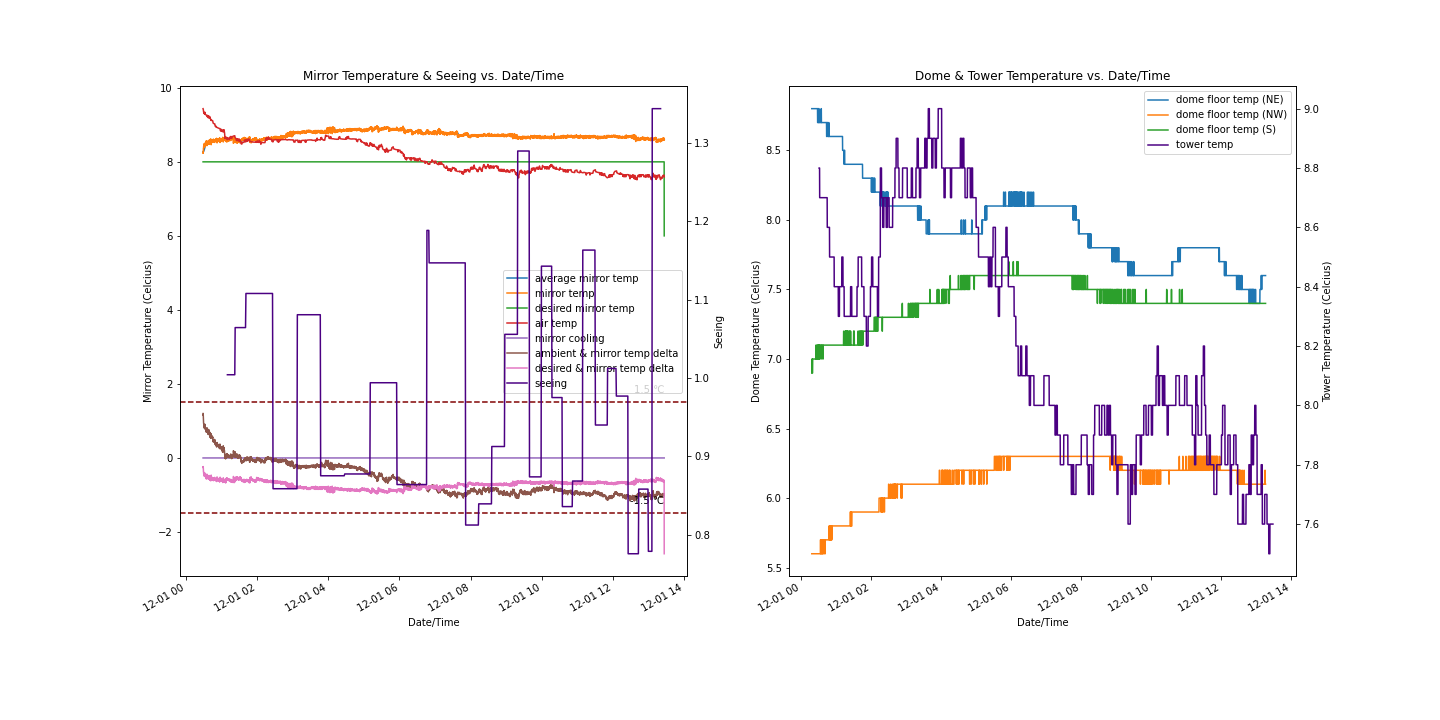 Mirror Temperature & Seeing vs. Date/Time
10
8
6
4
2
0
−2
Mirror Temperature (Celcius)
1.3
1.2
1.1
1.0
0.9
0.8
Seeing
average mirror temp
mirror temp
desired mirror temp
air temp
mirror cooling
ambient & mirror temp delta
desired & mirror temp delta
seeing
1.5 °C
-1.5 °C
12-01 00
12-01 02
12-01 04
12-01 06
12-01 08
12-01 10
12-01 12
12-01 14
Date/Time
Dome & Tower Temperature vs. Date/Time
8.5
8.0
7.5
7.0
6.5
6.0
5.5
Dome Temperature (Celcius)
9.0
8.8
8.6
8.4
8.2
8.0
7.8
7.6
Tower Temperature (Celcius)
dome floor temp (NE)
dome floor temp (NW)
dome floor temp (S)
tower temp
12-01 00
12-01 02
12-01 04
12-01 06
12-01 08
12-01 10
12-01 12
12-01 14
Date/Time